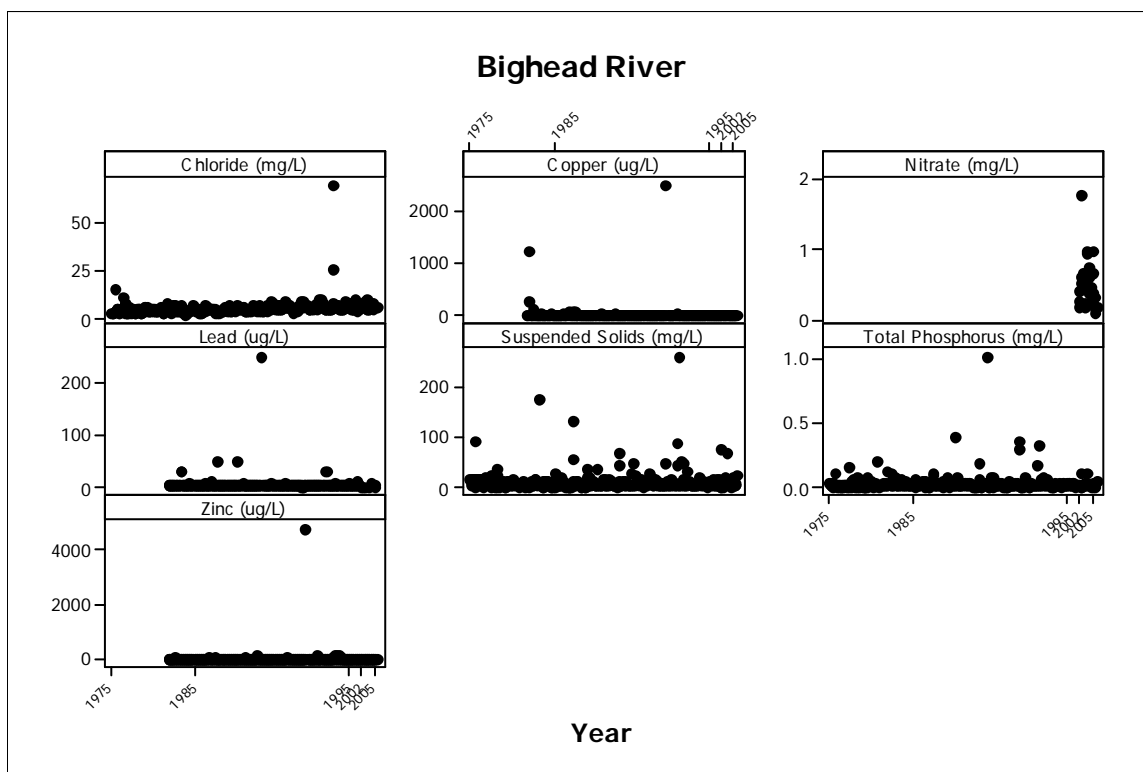 Bighead River
1975 1985 1995 2002 2005
Chloride (mg/L)
50
25
0
Copper (ug/L)
2000
1000
0
Nitrate (mg/L)
2
1
0
Lead (ug/L)
200
100
0
Suspended Solids (mg/L)
200
100
0
Total Phosphorus (mg/L)
1.0
0.5
0.0
1975 1985 1995 2002 2005
Zinc (ug/L)
4000
2000
0
1975 1985 1995 2002 2005
Year